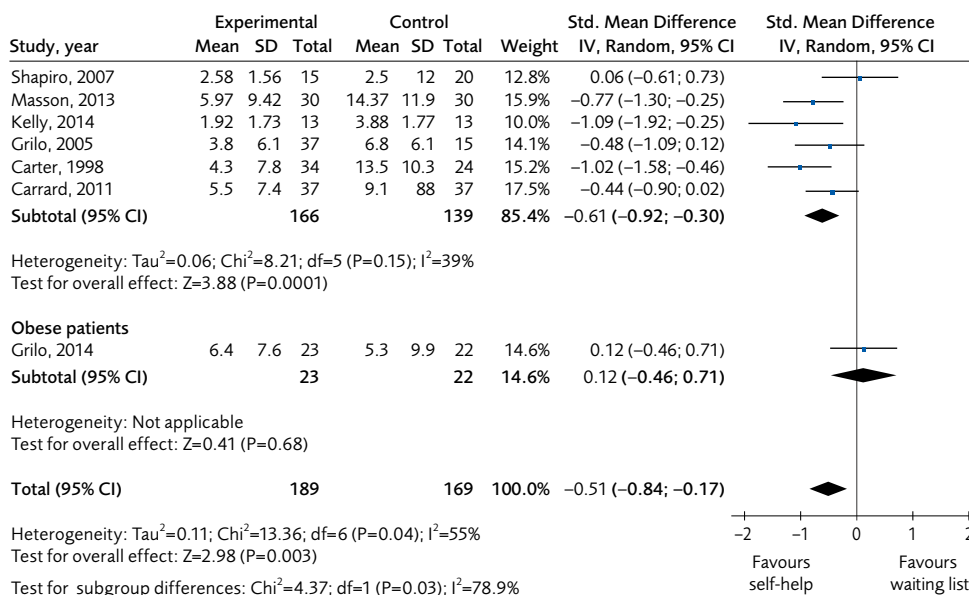 Experimental Control Std. Mean Difference Std. Mean Difference
Study, year Mean SD Total Mean SD Total Weight IV, Random, 95% CI IV, Random, 95% CI
Shapiro, 2007 2.58 1.56 15 2.5 12 20 12.8% 0.06 (−0.61; 0.73)
Masson, 2013 5.97 9.42 30 14.37 11.9 30 15.9% −0.77 (−1.30; −0.25)
Kelly, 2014 1.92 1.73 13 3.88 1.77 13 10.0% −1.09 (−1.92; −0.25)
Grilo, 2005 3.8 6.1 37 6.8 6.1 15 14.1% −0.48 (−1.09; 0.12)
Carter, 1998 4.3 7.8 34 13.5 10.3 24 15.2% −1.02 (−1.58; −0.46)
Carrard, 2011 5.5 7.4 37 9.1 88 37 17.5% −0.44 (−0.90; 0.02)
Subtotal (95% CI) 166 139 85.4% −0.61 (−0.92; −0.30)
Heterogeneity: Tau²=0.06; Chi²=8.21; df=5 (P=0.15); I²=39%
Test for overall effect: Z=3.88 (P=0.0001)
Obese patients
Grilo, 2014 6.4 7.6 23 5.3 9.9 22 14.6% 0.12 (−0.46; 0.71)
Subtotal (95% CI) 23 22 14.6% 0.12 (−0.46; 0.71)
Heterogeneity: Not applicable
Test for overall effect: Z=0.41 (P=0.68)
Total (95% CI) 189 169 100.0% −0.51 (−0.84; −0.17)
Heterogeneity: Tau²=0.11; Chi²=13.36; df=6 (P=0.04); I²=55%
Test for overall effect: Z=2.98 (P=0.003)
Test for subgroup differences: Chi²=4.37; df=1 (P=0.03); I²=78.9%
−2 −1 0 1 2
Favours Favours
self-help waiting list